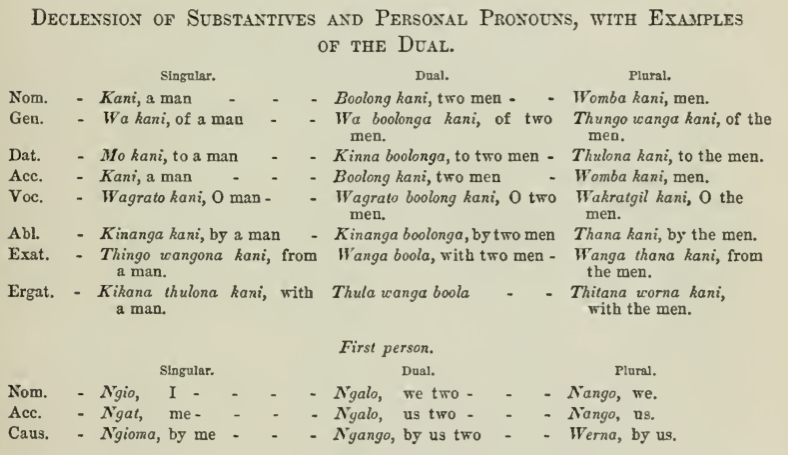 DECLENSION OF SUBSTANTIVES AND PERSONAL PRONOUNS, WITH EXAMPLES
OF THE DUAL.
Singular. Dual. Plural.
Nom. - Kani, a man - - - Boolong kani, two men - - Womba kani, men.
Gen. - Wa kani, of a man - - Wa boolonga kani, of two Thungo wanga kani, of the
men. men.
Dat. - Mo kani, to a man - - - Kinna boolonga, to two men - Thulona kani, to the men.
Acc. - Kani, a man - - - Boolong kani, two men - Womba kani, men.
Voc. - Wagrato kani, O man - - Wagrato boolong kani, O two Wakratgil kani, O the
men. men.
Abl. - Kinanga kani, by a man - Kinanga boolonga, by two men Thana kani, by the men.
Exat. - Thingo wangona kani, from Wanga boola, with two men - Wanga thana kani, from
a man. the men.
Ergat. - Kikana thulona kani, with Thula wanga boola - - Thitana worna kani,
a man. with the men.
First person.
Singular. Dual. Plural.
Nom. - Ngio, I - - - - Ngalo, we two - - - Nango, we.
Acc. - Ngat, me - - - - Ngalo, us two - - - Nango, us.
Caus. - Ngioma, by me - - - Ngango, by us two - - Werna, by us.